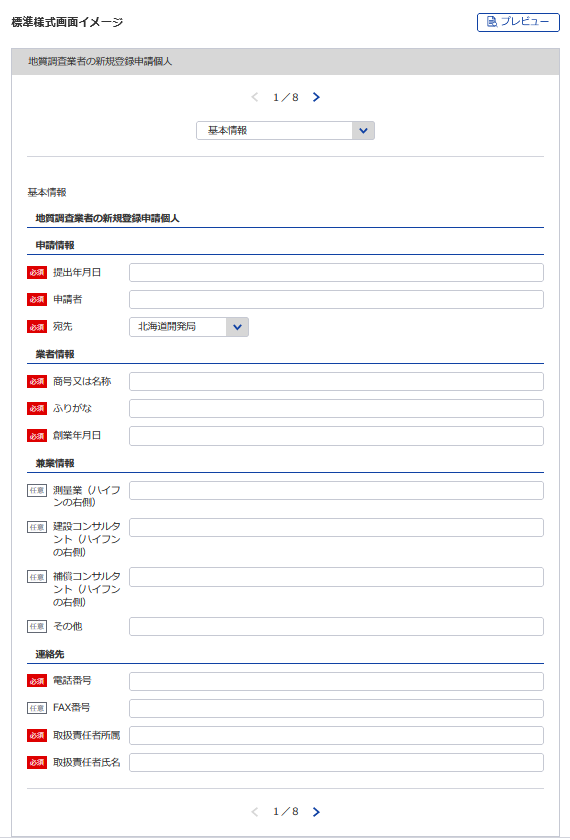 標準様式画面イメージ
プレビュー
地質調査業者の新規登録申請個人
1／8
基本情報
基本情報
地質調査業者の新規登録申請個人
申請情報
必須 提出年月日
必須 申請者
必須 宛先 北海道開発局
業者情報
必須 商号又は名称
必須 ふりがな
必須 創業年月日
兼業情報
任意 測量業（ハイフ
ンの右側）
任意 建設コンサルタ
ント（ハイフン
の右側）
任意 補償コンサルタ
ント（ハイフン
の右側）
任意 その他
連絡先
必須 電話番号
任意 FAX番号
必須 取扱責任者所属
必須 取扱責任者氏名
1／8